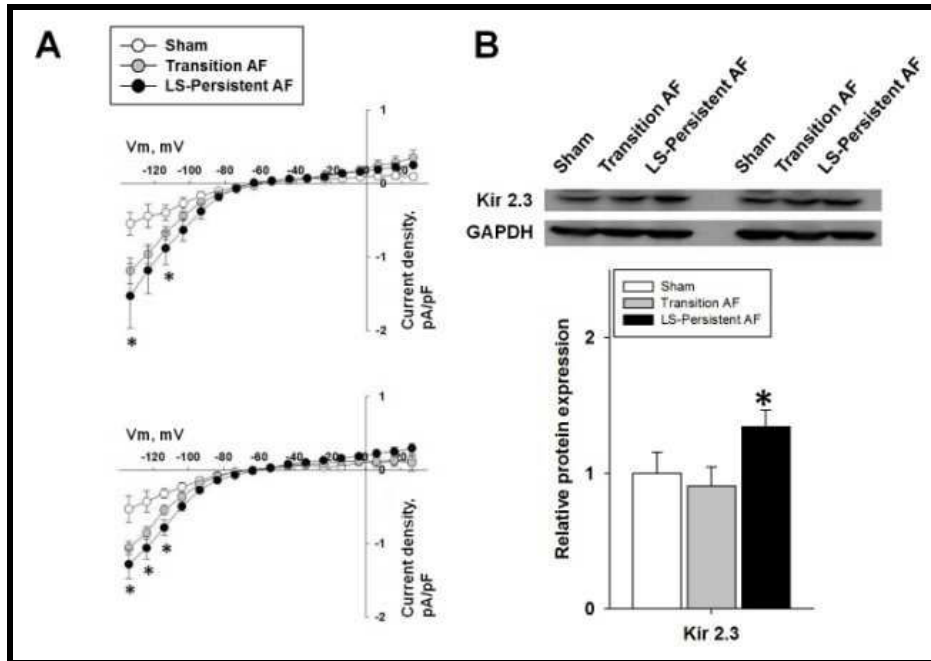 A
Sham
Transition AF
LS-Persistent AF
Vm, mV
-120 -100 -80 -60 -40 -20
1
0
-1
-2
Current density,
pA/pF
*
*
Vm, mV
-120 -100 -80 -60 -40 -20
1
0
-1
-2
Current density,
pA/pF
*
*
*
B
Sham
Transition AF
LS-Persistent AF
Sham
Transition AF
LS-Persistent AF
Kir 2.3
GAPDH
Sham
Transition AF
LS-Persistent AF
Relative protein expression
2
1
0
*
Kir 2.3